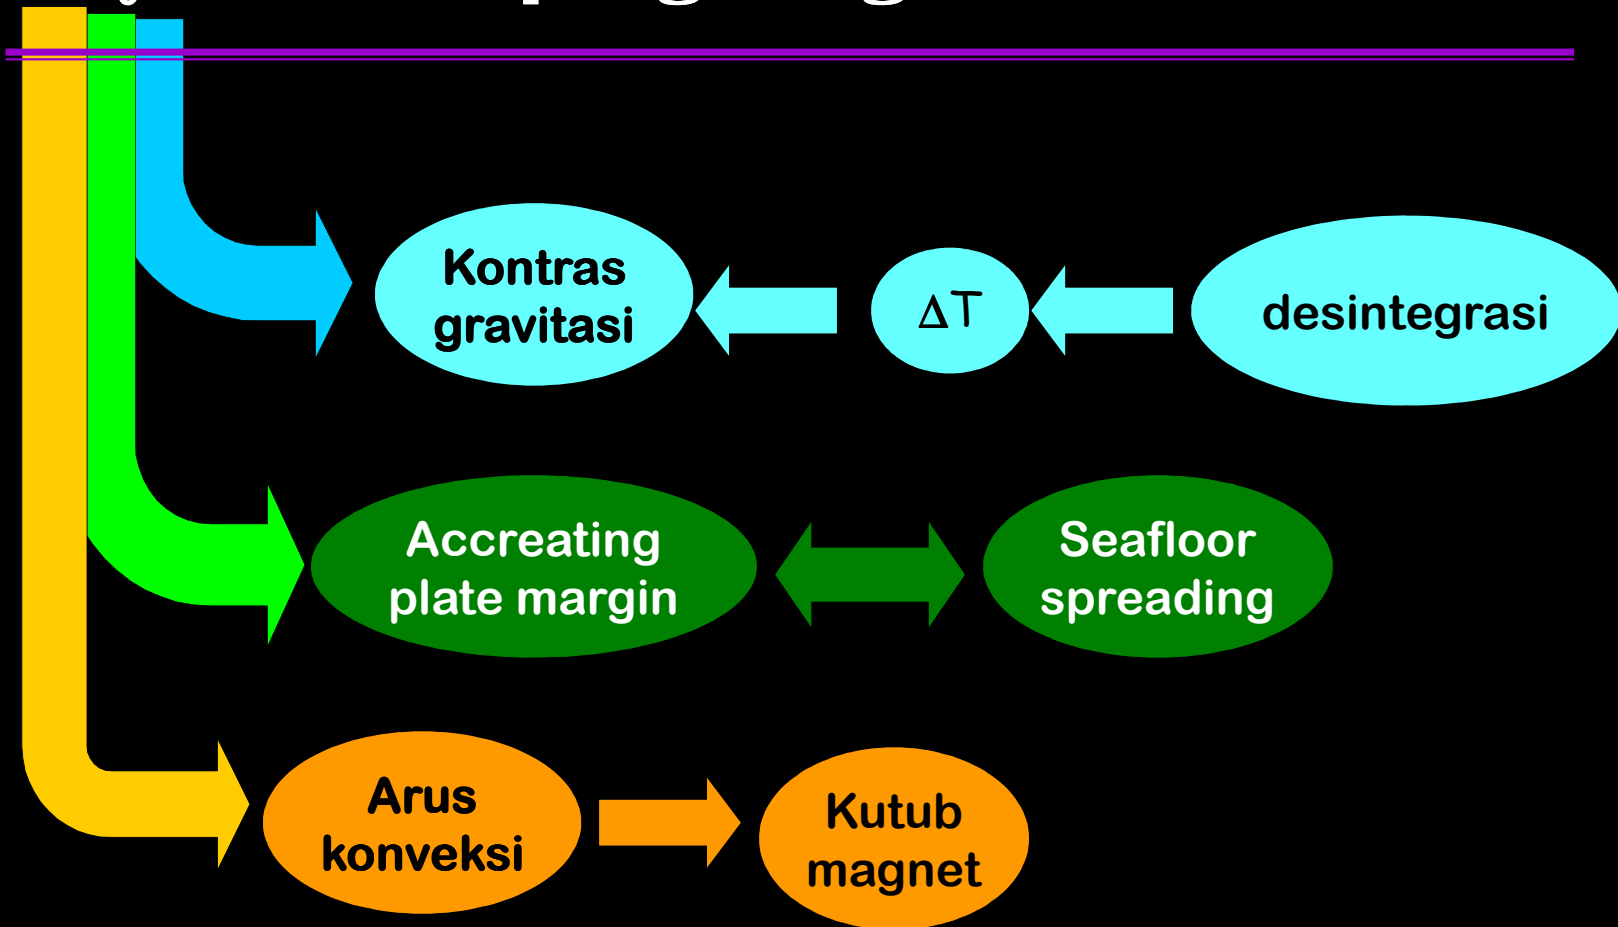 Kontras
gravitasi
ΔT
desintegrasi
Accreating
plate margin
Seafloor
spreading
Arus
konveksi
Kutub
magnet